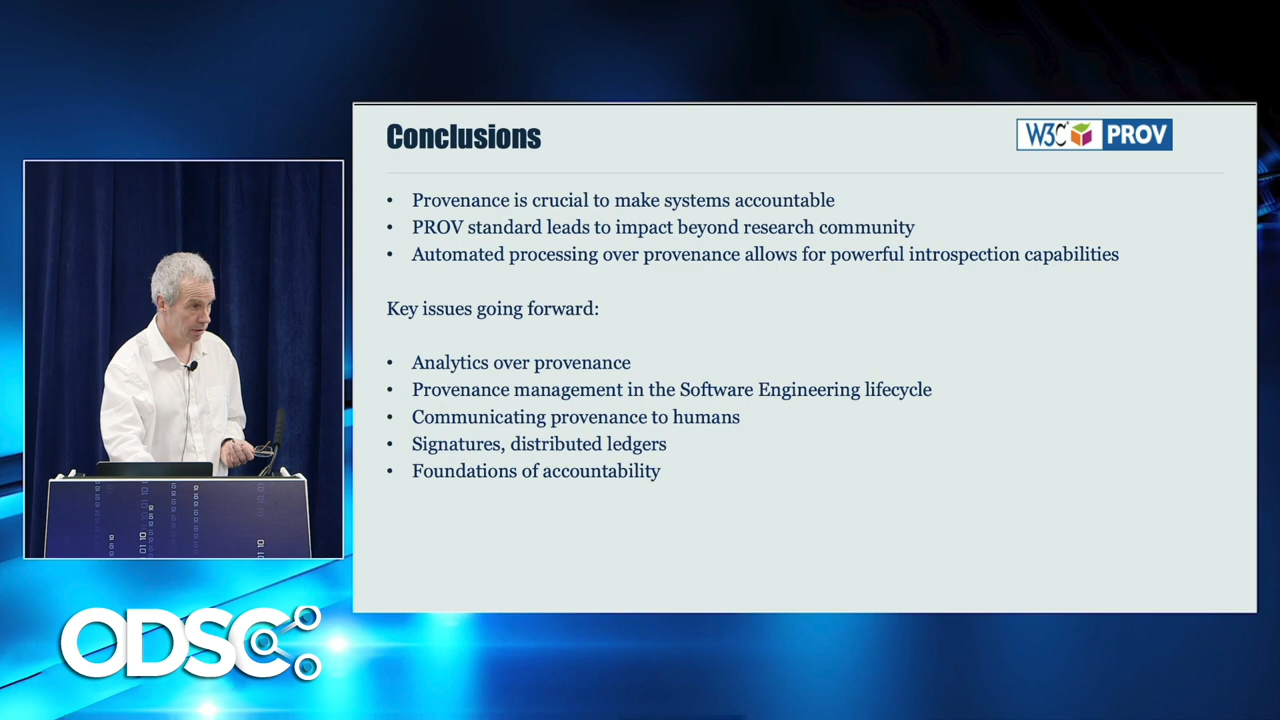 Conclusions
W3C PROV
• Provenance is crucial to make systems accountable
• PROV standard leads to impact beyond research community
• Automated processing over provenance allows for powerful introspection capabilities
Key issues going forward:
• Analytics over provenance
• Provenance management in the Software Engineering lifecycle
• Communicating provenance to humans
• Signatures, distributed ledgers
• Foundations of accountability
ODSC